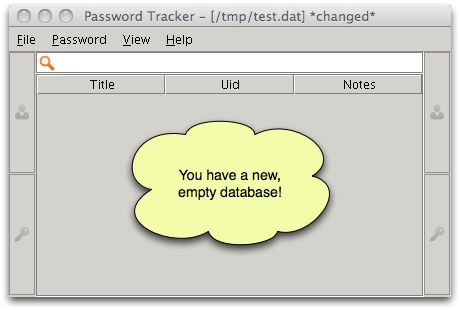 Password Tracker – [/tmp/test.dat] *changed*
File Password View Help
Title Uid Notes
You have a new,
empty database!